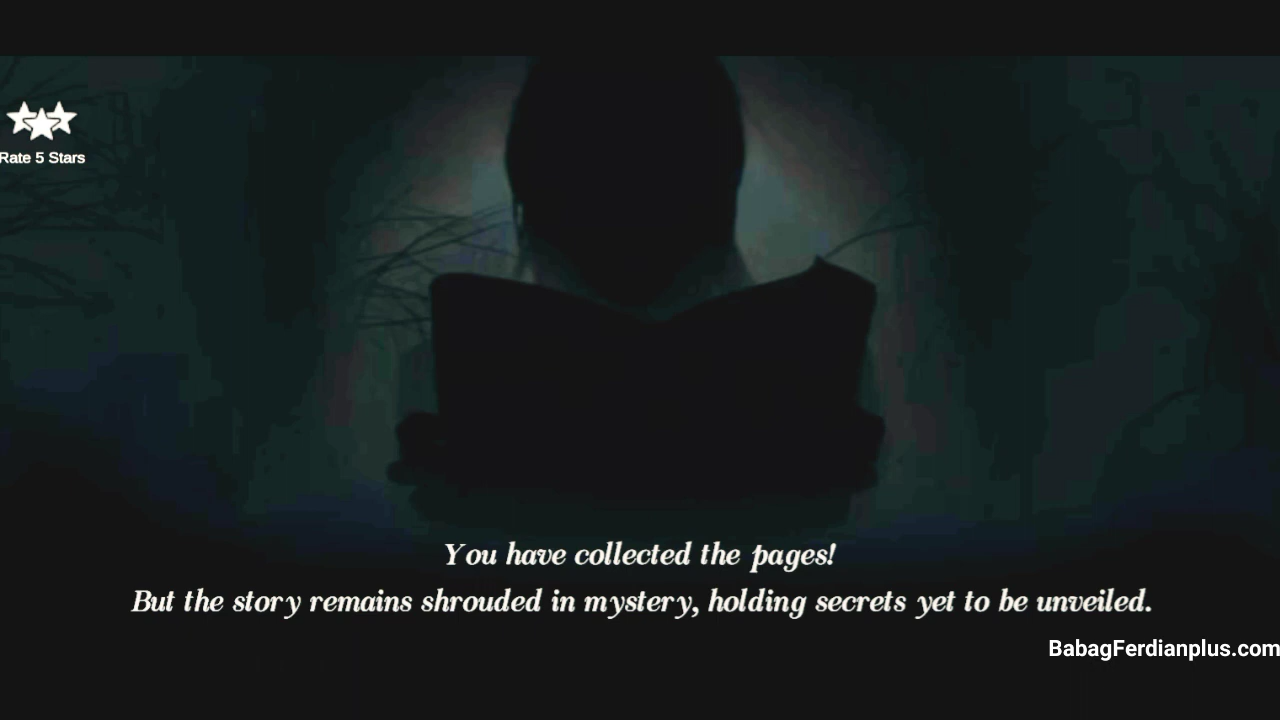 Rate 5 Stars
You have collected the pages!
But the story remains shrouded in mystery, holding secrets yet to be unveiled.
BabagFerdianplus.com